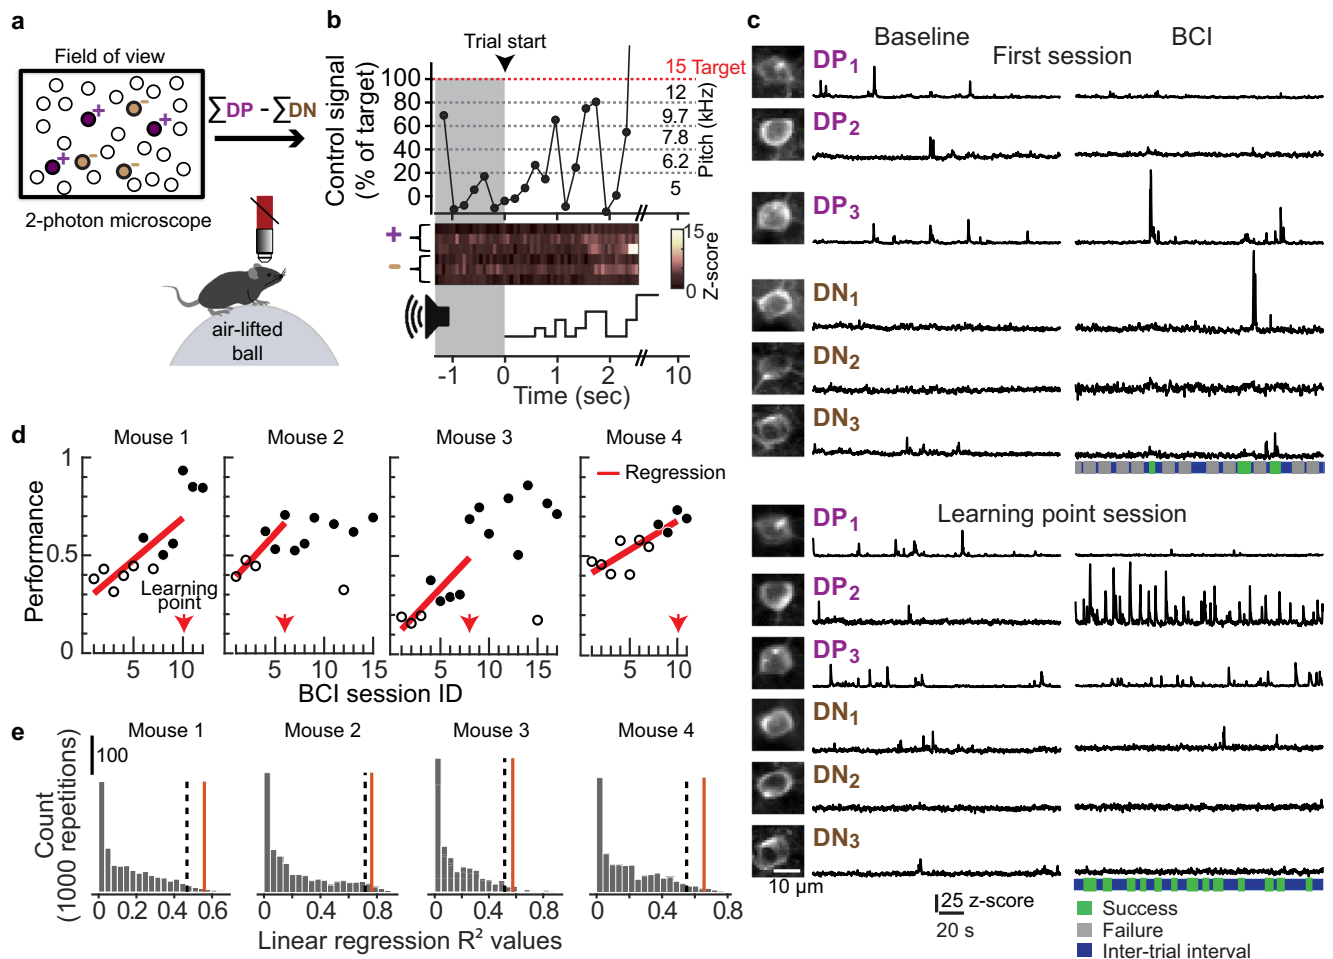 a
Field of view
+
-
+
+
-
-
∑DP - ∑DN
2-photon microscope
air-lifted
ball
b
Trial start
Control signal
(% of target)
100
80
60
40
20
0
15 Target
12
9.7
7.8
6.2
5
Pitch (kHz)
+
-
15
0
Z-score
-1
0
1
2
10
Time (sec)
c
Baseline
BCI
First session
DP1
DP2
DP3
DN1
DN2
DN3
Learning point session
DP1
DP2
DP3
DN1
DN2
DN3
10 µm
25 z-score
20 s
Success
Failure
Inter-trial interval
d
Mouse 1
Mouse 2
Mouse 3
Mouse 4
Performance
1
0.5
0
Learning
point
Regression
5 10
5 10 15
5 10 15
5 10
BCI session ID
e
Mouse 1
Mouse 2
Mouse 3
Mouse 4
100
Count
(1000 repetitions)
0 0.2 0.4 0.6
0 0.4 0.8
0 0.4 0.8
0 0.4 0.8
Linear regression R² values